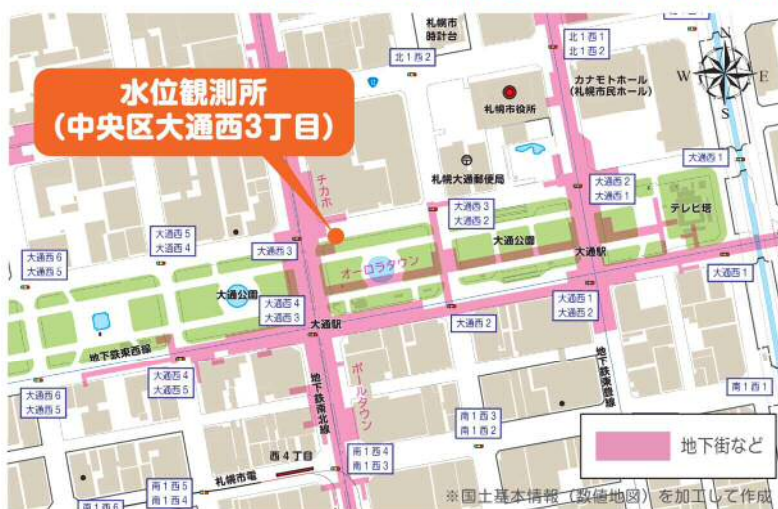 札幌市
時計台
北1西1
北1西2
N
W
E
S
北1西2
カナモトホール
(札幌市民ホール)
水位観測所
(中央区大通西3丁目)
札幌市役所
札幌大通郵便局
大通西1
チカホ
大通西2
大通西1
大通西3
大通西2
テレビ塔
大通西5
大通西4
大通西3
大通公園
大通駅
大通西6
大通西5
オーロラタウン
大通西1
大通公園
大通西4
大通西3
大通西1
大通西2
大通西2
大通駅
地下鉄東西線
大通西4
大通西5
大通西6
大通西5
地下鉄南北線
ポールタウン
地下鉄東豊線
南1西1
南1西3
南1西2
地下街など
西4丁目
南1西4
南1西3
札幌市電
南1西5
南1西4
南1西6
※国土基本情報(数値地図)を加工して作成